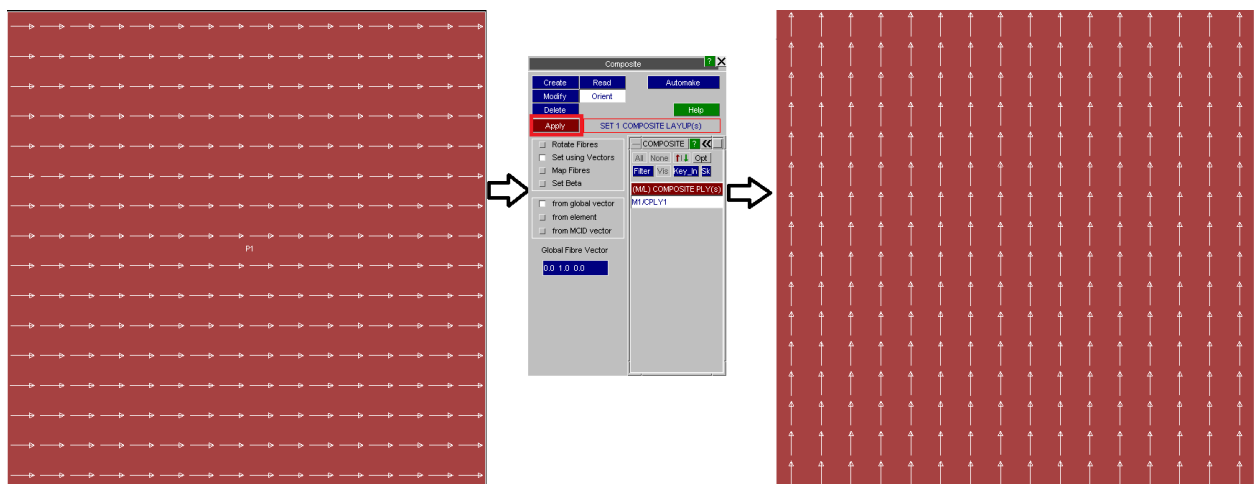 P1
Composite ? X
Create Read Automake
Modify Orient
Delete Help
Apply SET 1 COMPOSITE LAYUP(s)
Rotate Fibres
Set using Vectors
Map Fibres
Set Beta
from global vector
from element
from MCID vector
Global Fibre Vector
0.0 1.0 0.0
COMPOSITE ?
All None Opt
Filter Vis Key_In Sk
(M/L) COMPOSITE PLY(s)
M1/CPLY1